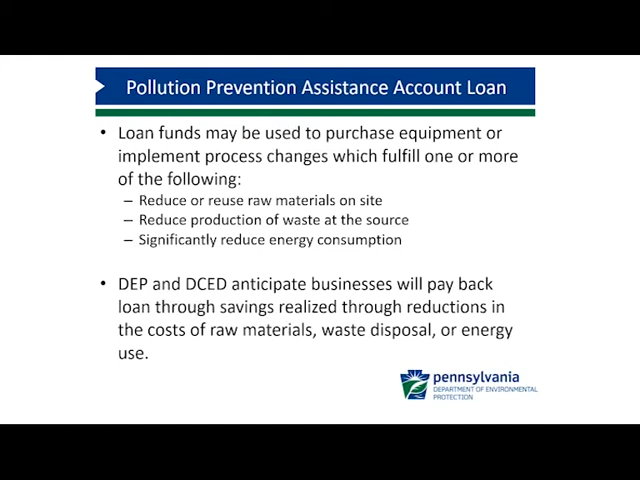 Pollution Prevention Assistance Account Loan
• Loan funds may be used to purchase equipment or
implement process changes which fulfill one or more
of the following:
– Reduce or reuse raw materials on site
– Reduce production of waste at the source
– Significantly reduce energy consumption
• DEP and DCED anticipate businesses will pay back
loan through savings realized through reductions in
the costs of raw materials, waste disposal, or energy
use.
pennsylvania
DEPARTMENT OF ENVIRONMENTAL
PROTECTION